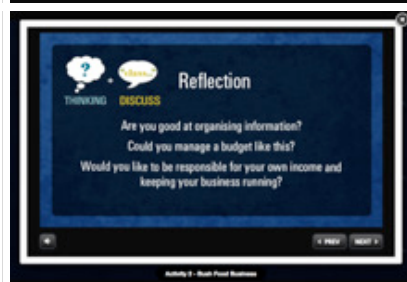 ?
"class..."
Reflection
THINKING
DISCUSS
Are you good at organising information?
Could you manage a budget like this?
Would you like to be responsible for your own income and
keeping your business running?
< PREV
NEXT >
Activity 2 - Bush Food Business